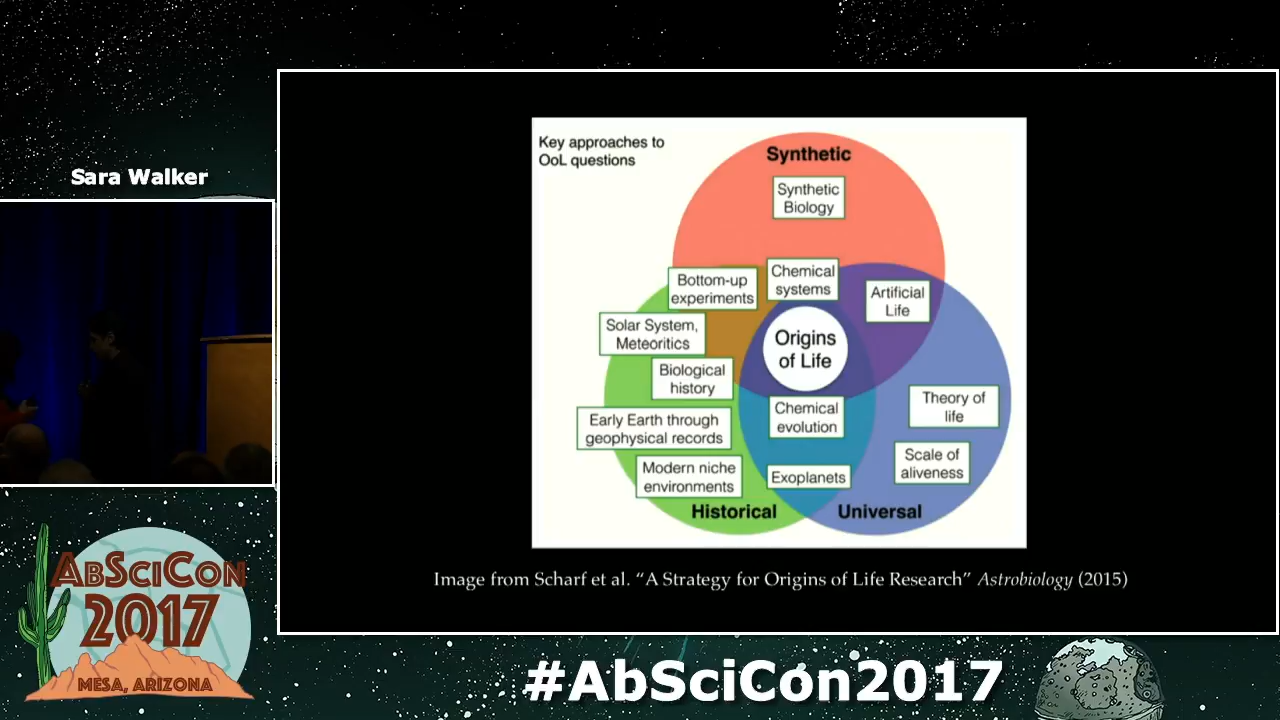 Sara Walker
Key approaches to
OoL questions
Synthetic
Synthetic
Biology
Bottom-up
experiments
Chemical
systems
Artificial
Life
Solar System,
Meteoritics
Origins
of Life
Biological
history
Early Earth through
geophysical records
Chemical
evolution
Theory of
life
Modern niche
environments
Exoplanets
Scale of
aliveness
Historical
Universal
Image from Scharf et al. “A Strategy for Origins of Life Research” Astrobiology (2015)
AbSciCon
2017
Mesa, Arizona
#AbSciCon2017